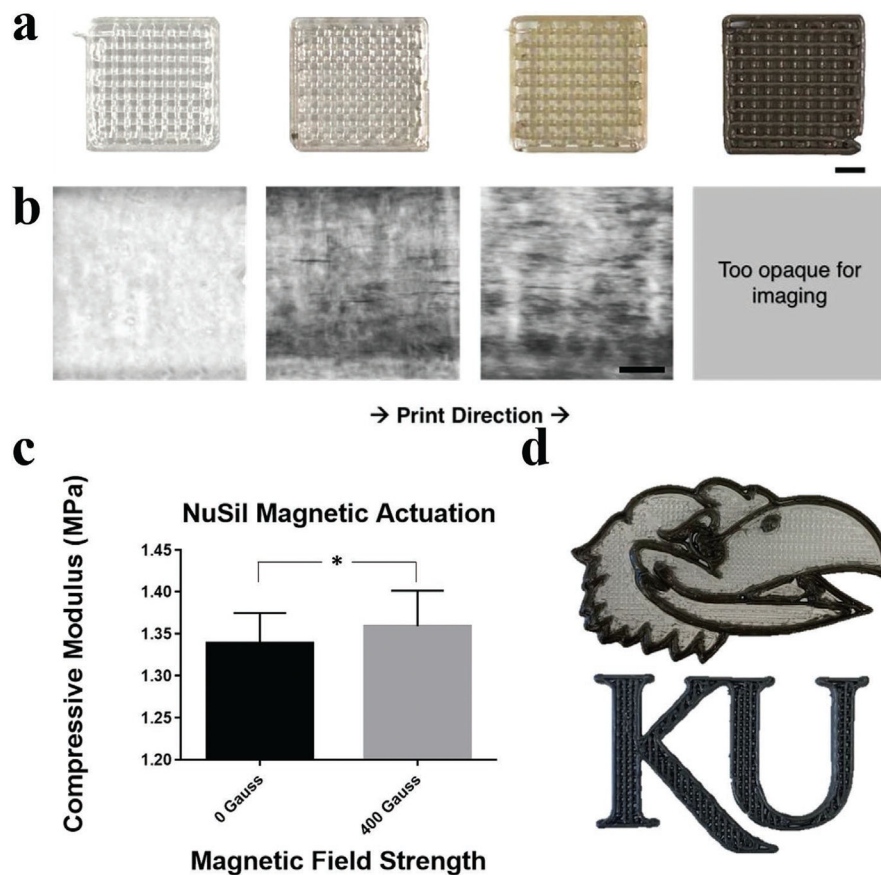 a
b
Too opaque for
imaging
→ Print Direction →
c
NuSil Magnetic Actuation
Compressive Modulus (MPa)
1.45
*
1.40
1.35
1.30
1.25
1.20
0 Gauss
400 Gauss
Magnetic Field Strength
d
KU